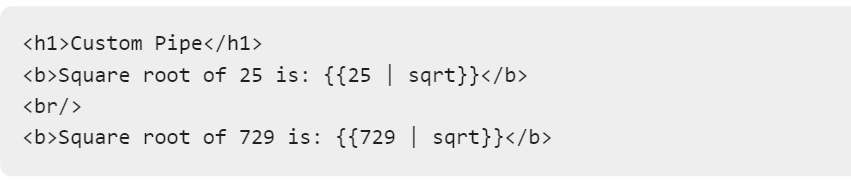 <h1>Custom Pipe</h1>
<b>Square root of 25 is: {{25 | sqrt}}</b>
<br/>
<b>Square root of 729 is: {{729 | sqrt}}</b>